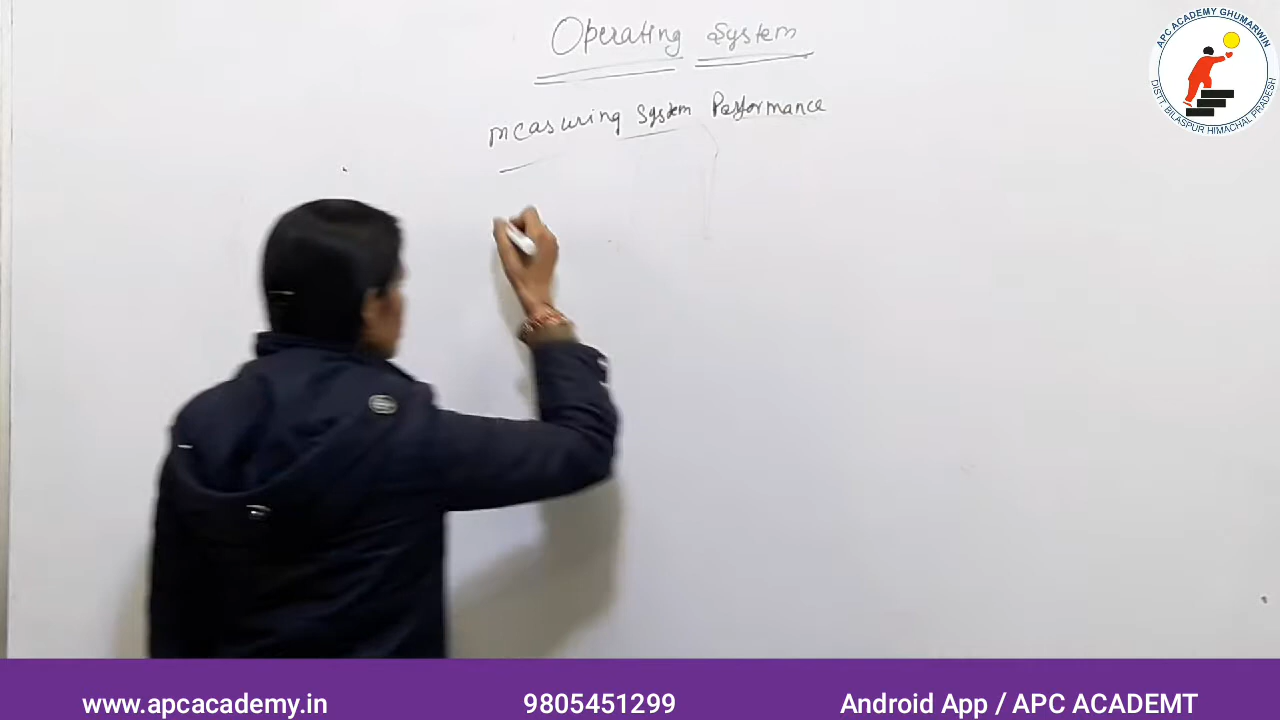 Operating System
measuring System Performance
APC ACADEMY GHUMARWIN
DISTT. BILASPUR HIMACHAL PRADESH
www.apcacademy.in
9805451299
Android App / APC ACADEMT